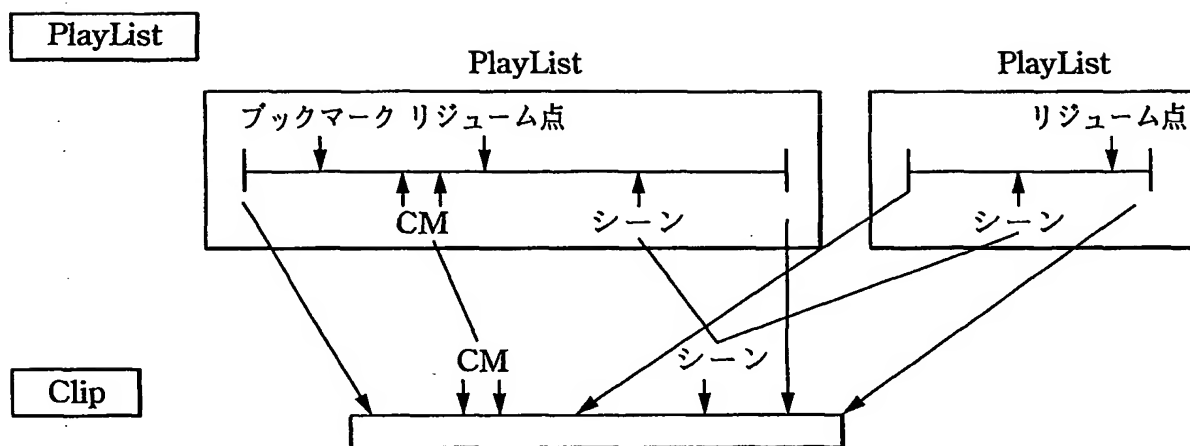 PlayList
PlayList PlayList
ブックマーク リジューム点 リジューム点
CM シーン シーン
CM シーン
Clip